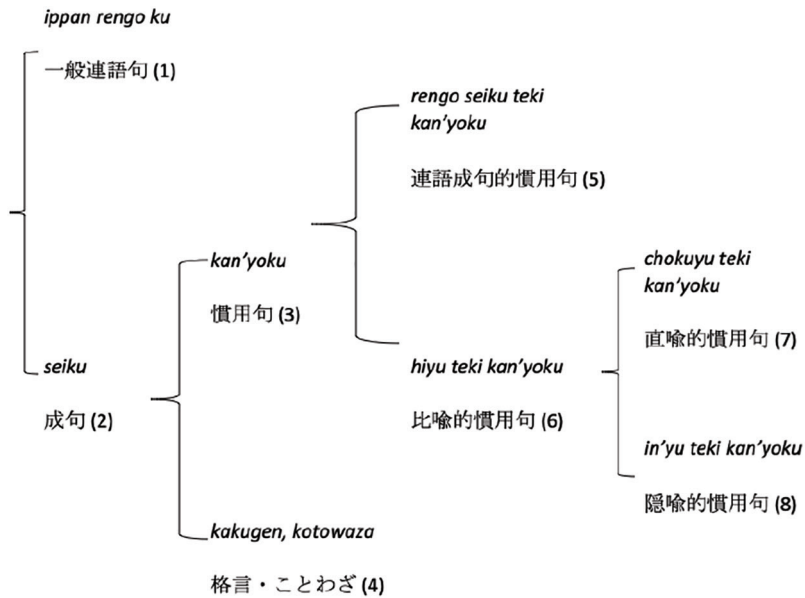 ippan rengo ku
一般連語句 (1)
seiku
成句 (2)
kan'yoku
慣用句 (3)
kakugen, kotowaza
格言・ことわざ (4)
rengo seiku teki
kan'yoku
連語成句的慣用句 (5)
hiyu teki kan'yoku
比喩的慣用句 (6)
chokuyu teki
kan'yoku
直喩的慣用句 (7)
in'yu teki kan'yoku
隠喩的慣用句 (8)